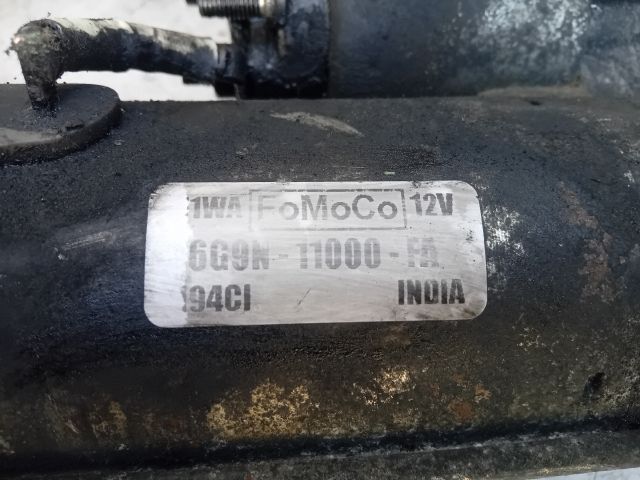 1WA FoMoCo 12V
6G9N - 11000 - FA
94CI INDIA